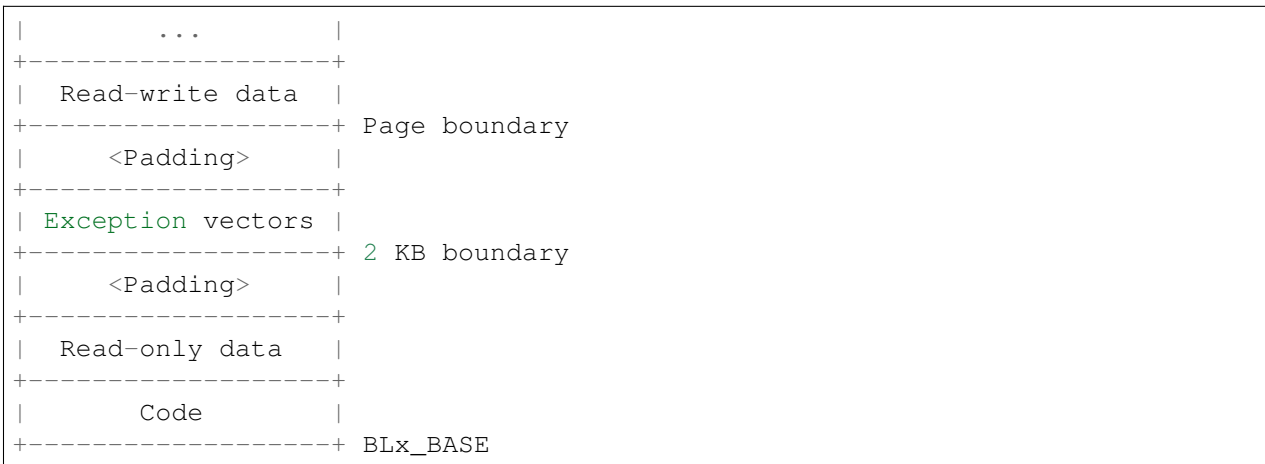 |        ...        |
+-------------------+
|  Read-write data  |
+-------------------+ Page boundary
|     <Padding>     |
+-------------------+
| Exception vectors |
+-------------------+ 2 KB boundary
|     <Padding>     |
+-------------------+
|  Read-only data   |
+-------------------+
|       Code        |
+-------------------+ BLx_BASE